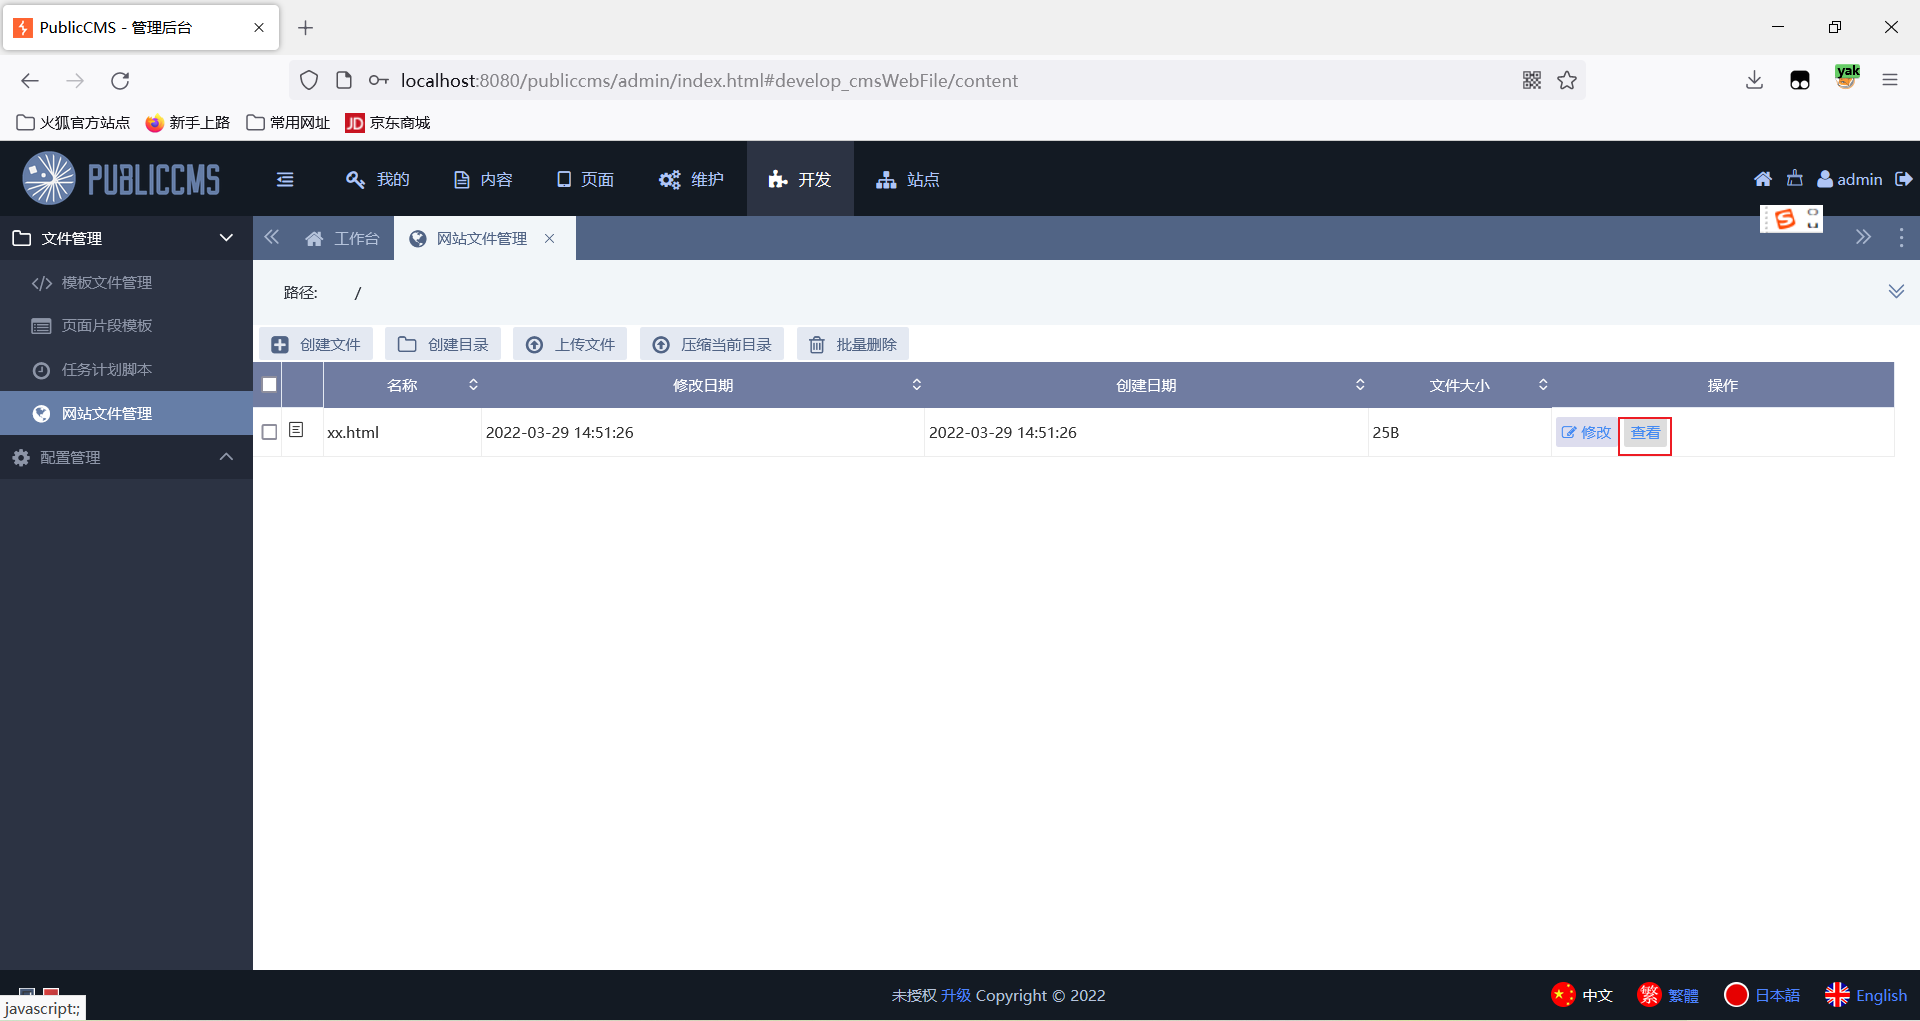 PublicCMS - 管理后台
localhost:8080/publiccms/admin/index.html#develop_cmsWebFile/content
yak
火狐官方站点 新手上路 常用网址 JD 京东商城
PUBLICCMS 我的 内容 页面 维护 开发 站点 admin
文件管理 工作台 网站文件管理
模板文件管理
页面片段模板
任务计划脚本
网站文件管理
配置管理
路径: /
创建文件 创建目录 上传文件 压缩当前目录 批量删除
名称 修改日期 创建日期 文件大小 操作
xx.html 2022-03-29 14:51:26 2022-03-29 14:51:26 25B 修改 查看
未授权 升级 Copyright © 2022 中文 繁 繁體 日本語 English
javascript:;